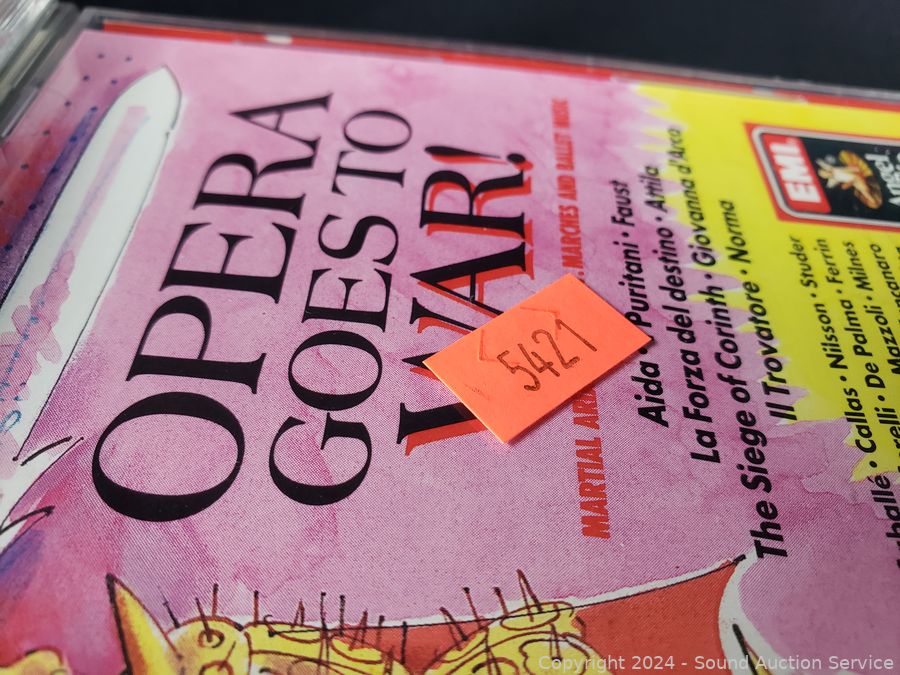 OPERA
GOES TO
WAR!
MARTIAL MARCHES AND BALLET MUSIC
5421
Aida · Puritani · Faust
La Forza del destino · Attila
The Siege of Corinth · Giovanna d'Arco
Il Trovatore · Norma
EMI
Angel
Callas · Nilsson · Studer
De Palma · Milnes · Ferrin
Mazzoli
Copyright 2024 - Sound Auction Service